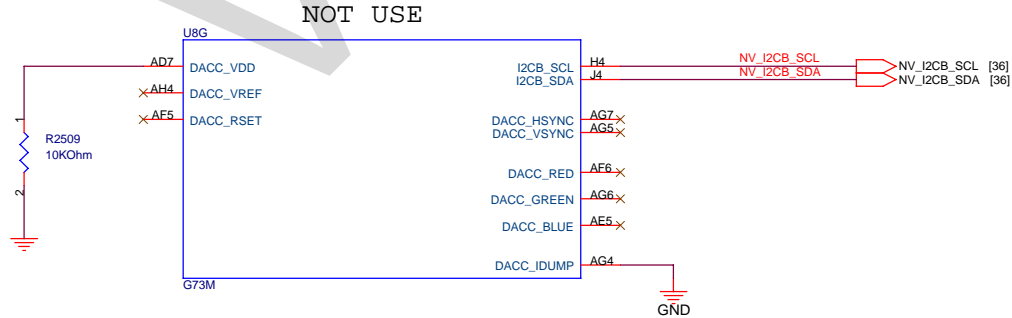 NOT USE
U8G
AD7 DACC_VDD
AH4 DACC_VREF
AF5 DACC_RSET
1
R2509
10KOhm
2
I2CB_SCL H4 NV_I2CB_SCL NV_I2CB_SCL [36]
I2CB_SDA J4 NV_I2CB_SDA NV_I2CB_SDA [36]
DACC_HSYNC AG7
DACC_VSYNC AG5
DACC_RED AF6
DACC_GREEN AG6
DACC_BLUE AE5
DACC_IDUMP AG4
G73M
GND